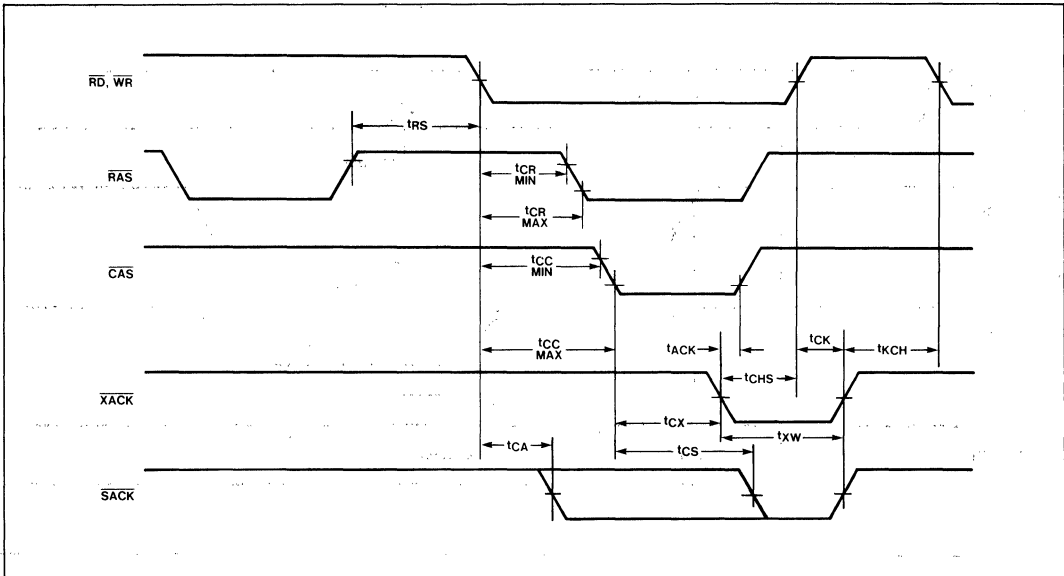 RD, WR
tRS
RAS
tCR
MIN
tCR
MAX
CAS
tCC
MIN
tCC
MAX
tACK
tCK
tKCH
tCHS
XACK
tCX
tXW
tCA
tCS
SACK